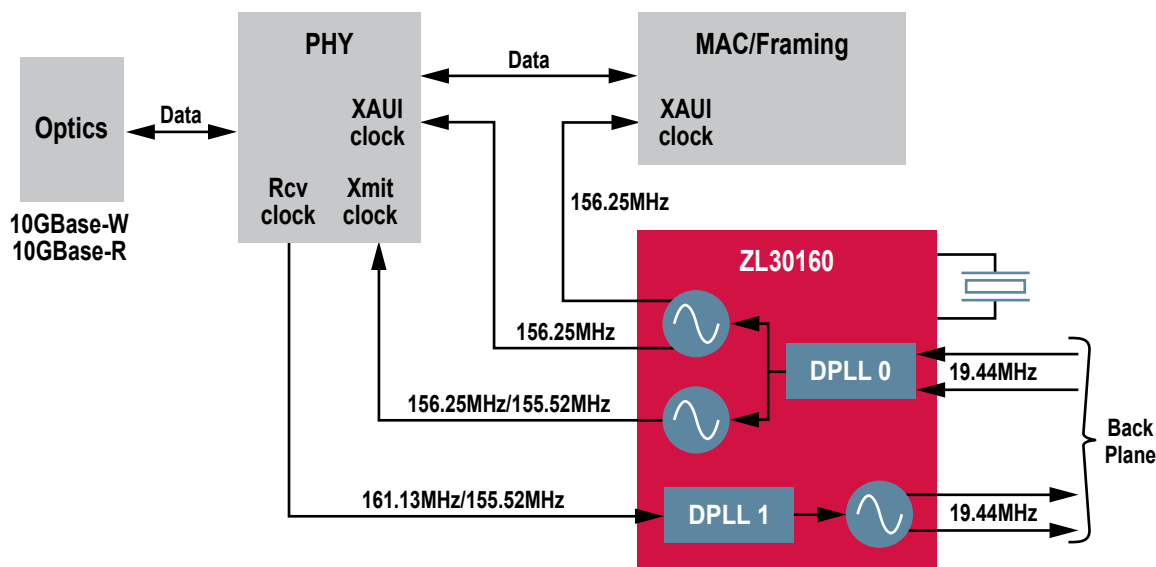 PHY
MAC/Framing
Data
XAUI
clock
XAUI
clock
Optics
Data
Rcv
clock
Xmit
clock
10GBase-W
10GBase-R
156.25MHz
ZL30160
156.25MHz
DPLL 0
19.44MHz
156.25MHz/155.52MHz
Back
Plane
161.13MHz/155.52MHz
DPLL 1
19.44MHz